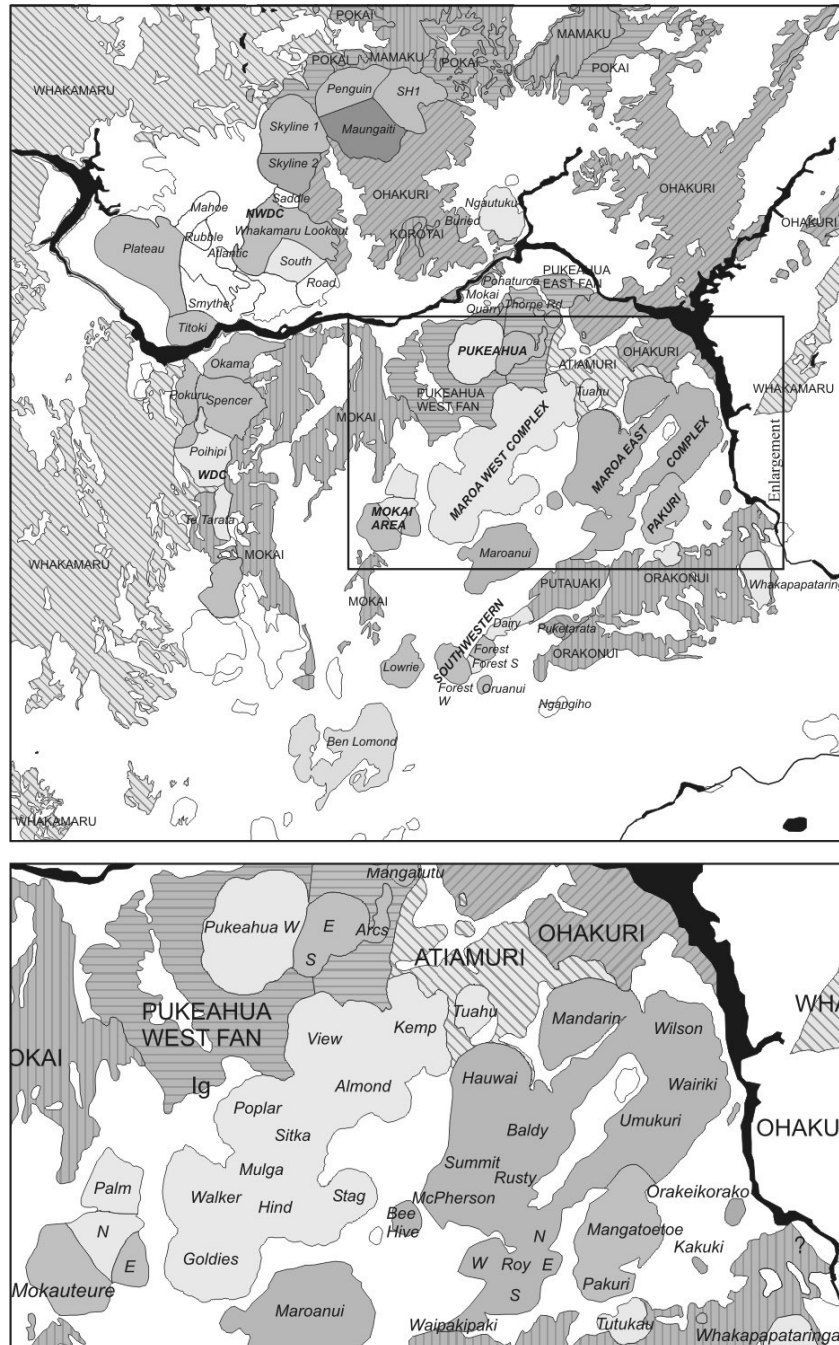 POKAI
MAMAKU
POKAI
MAMAKU
POKAI
WHAKAMARU
Penguin
SH1
Skyline 1
Maungaiti
Skyline 2
OHAKURI
OHAKURI
Saddle
Mahoe
NWDC
Ngautuku
Whakamaru Lookout
KOROTAI
Buried
OHAKURI
Rubble
Plateau
Atlantic
South
Pohaturoa
PUKEAHUA
EAST FAN
Road
Mokai
Quarry
Thorpe Rd
Smythe
Titoki
PUKEAHUA
OHAKURI
Okama
ATIAMURI
WHAKAMARU
Pokuru
Spencer
MOKAI
PUKEAHUA
WEST FAN
Tuahu
Enlargement
Poihipi
WDC
MAROA WEST COMPLEX
MAROA EAST
COMPLEX
PAKURI
Te Tarata
MOKAI
AREA
WHAKAMARU
MOKAI
Maroanui
MOKAI
PUTAUAKI
ORAKONUI
Whakapapataringa
SOUTHWESTERN
Dairy
Puketarata
Forest
Forest S
ORAKONUI
Lowrie
Forest
W
Oruanui
Ngangiho
Ben Lomond
WHAKAMARU
Mangatutu
Pukeahua W
E
Arcs
S
OHAKURI
ATIAMURI
PUKEAHUA
WEST FAN
Tuahu
Mandarin
WHA
Kemp
Wilson
View
OKAI
Hauwai
Ig
Almond
Wairiki
Poplar
Umukuri
Baldy
OHAKU
Sitka
Mulga
Summit
Rusty
Palm
Walker
Stag
McPherson
Orakeikorako
Hind
Bee
Hive
N
N
Mangatoetoe
Kakuki
?
E
Goldies
W
Roy
E
Mokauteure
Pakuri
S
Maroanui
Waipakipaki
Tutukau
Whakapapataringa